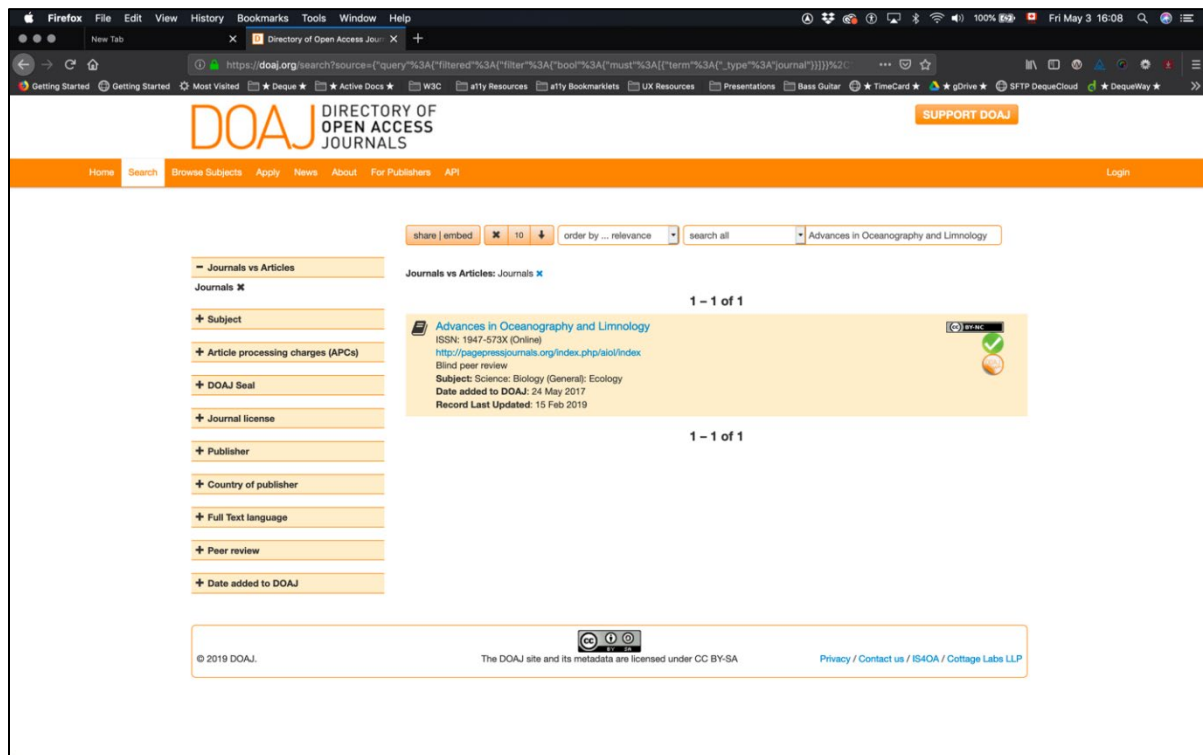 Firefox File Edit View History Bookmarks Tools Window Help 100% Fri May 3 16:08
New Tab Directory of Open Access Jour
https://doaj.org/search?source={"query"%3A{"filtered"%3A{"filter"%3A{"bool"%3A{"must"%3A[{"term"%3A{"_type"%3A"journal"}}]}}%2C
Getting Started Getting Started Most Visited ★ Deque ★ ★ Active Docs ★ W3C a11y Resources a11y Bookmarklets UX Resources Presentations Bass Guitar ★ TimeCard ★ ★ gDrive ★ SFTP DequeCloud ★ DequeWay ★
DOAJ
DIRECTORY OF
OPEN ACCESS
JOURNALS
SUPPORT DOAJ
Home Search Browse Subjects Apply News About For Publishers API Login
share | embed 10 order by ... relevance search all Advances in Oceanography and Limnology
Journals vs Articles
Journals
Subject
Article processing charges (APCs)
DOAJ Seal
Journal license
Publisher
Country of publisher
Full Text language
Peer review
Date added to DOAJ
Journals vs Articles: Journals
1 – 1 of 1
Advances in Oceanography and Limnology
ISSN: 1947-573X (Online)
http://pagepressjournals.org/index.php/aiol/index
Blind peer review
Subject: Science: Biology (General): Ecology
Date added to DOAJ: 24 May 2017
Record Last Updated: 15 Feb 2019
(cc) BY-NC
1 – 1 of 1
© 2019 DOAJ.
cc BY SA
The DOAJ site and its metadata are licensed under CC BY-SA
Privacy / Contact us / IS4OA / Cottage Labs LLP